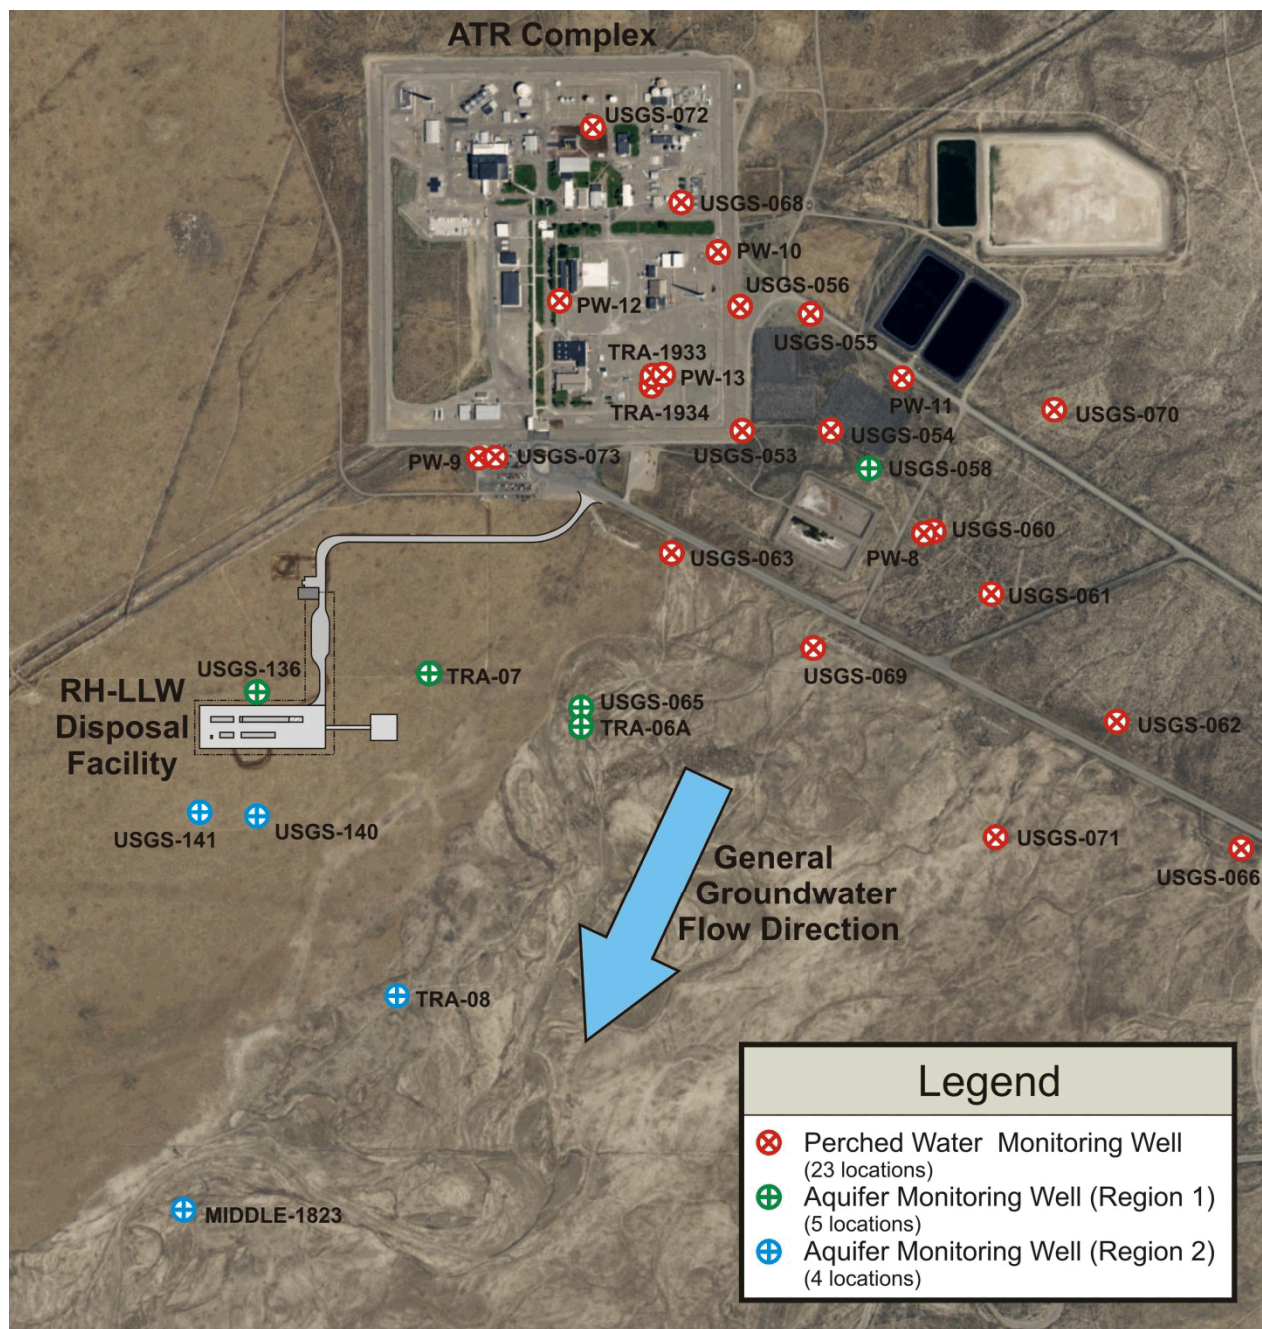 ATR Complex
USGS-072
USGS-068
PW-10
USGS-056
PW-12
USGS-055
TRA-1933
PW-13
PW-11
TRA-1934
USGS-070
USGS-054
USGS-053
PW-9
USGS-073
USGS-058
USGS-060
PW-8
USGS-063
USGS-061
USGS-136
TRA-07
USGS-069
RH-LLW
Disposal
Facility
USGS-065
TRA-06A
USGS-062
USGS-141
USGS-140
USGS-071
General
Groundwater
Flow Direction
USGS-066
TRA-08
MIDDLE-1823
Legend
Perched Water Monitoring Well
(23 locations)
Aquifer Monitoring Well (Region 1)
(5 locations)
Aquifer Monitoring Well (Region 2)
(4 locations)